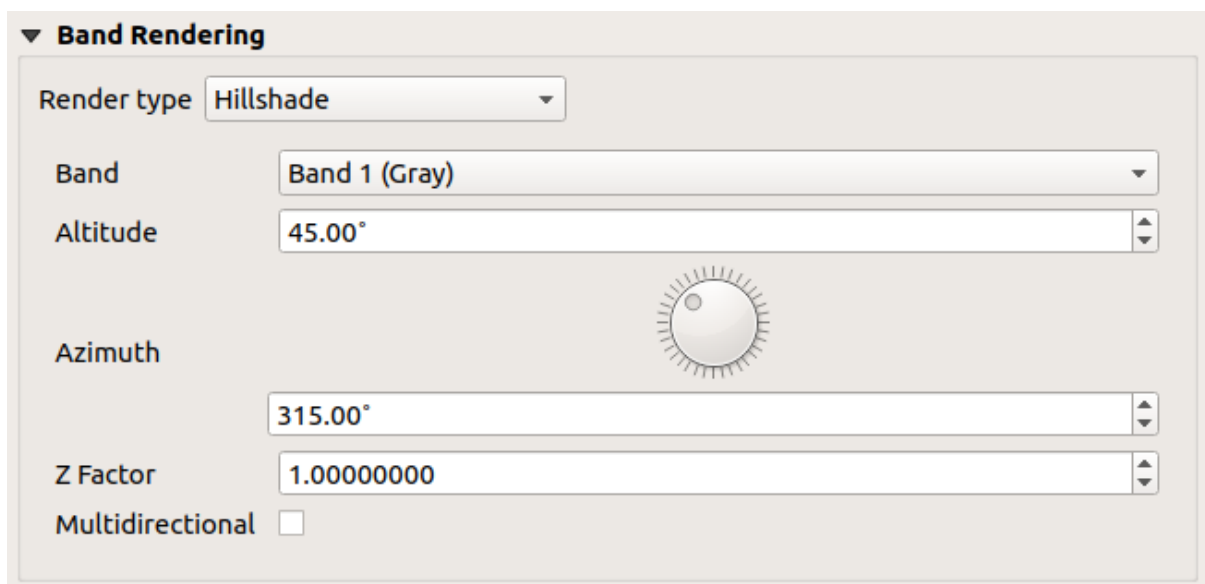 Band Rendering
Render type Hillshade
Band Band 1 (Gray)
Altitude 45.00°
Azimuth
315.00°
Z Factor 1.00000000
Multidirectional